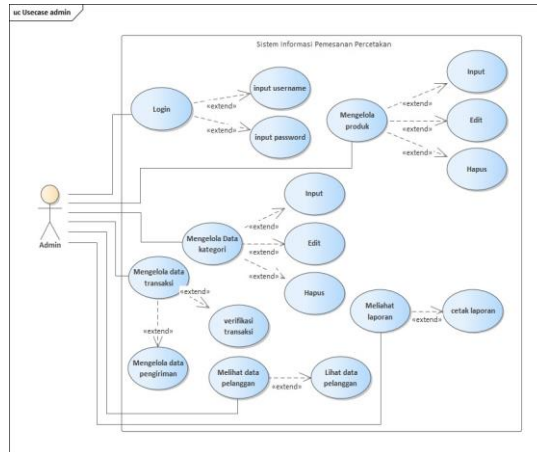 uc Usecase admin
Sistem Informasi Pemesanan Percetakan
Login
«extend»
input username
«extend»
input password
Mengelola
produk
«extend»
Input
«extend»
Edit
«extend»
Hapus
Admin
Mengelola Data
kategori
«extend»
Input
«extend»
Edit
«extend»
Hapus
Mengelola data
transaksi
«extend»
verifikasi
transaksi
«extend»
Mengelola data
pengiriman
Meliahat
laporan
«extend»
cetak laporan
Melihat data
pelanggan
«extend»
Lihat data
pelanggan